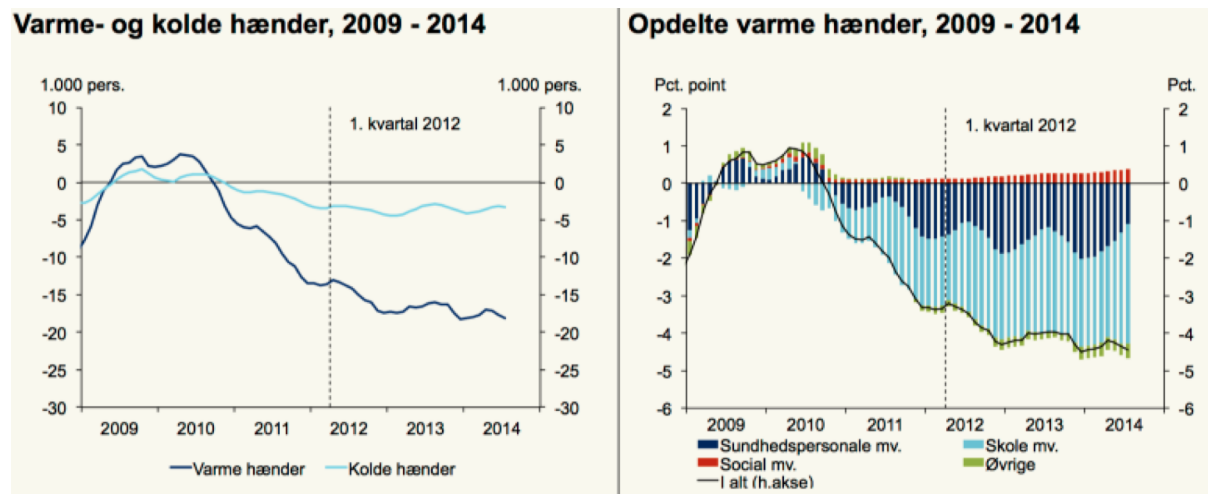 Varme- og kolde hænder, 2009 - 2014
1.000 pers.
1.000 pers.
10
5
0
-5
-10
-15
-20
-25
-30
10
5
0
-5
-10
-15
-20
-25
-30
1. kvartal 2012
2009 2010 2011 2012 2013 2014
Varme hænder Kolde hænder
Opdelte varme hænder, 2009 - 2014
Pct. point
Pct.
2
1
0
-1
-2
-3
-4
-5
-6
2
1
0
-1
-2
-3
-4
-5
-6
1. kvartal 2012
2009 2010 2011 2012 2013 2014
Sundhedspersonale mv. Skole mv.
Social mv. Øvrige
I alt (h.akse)